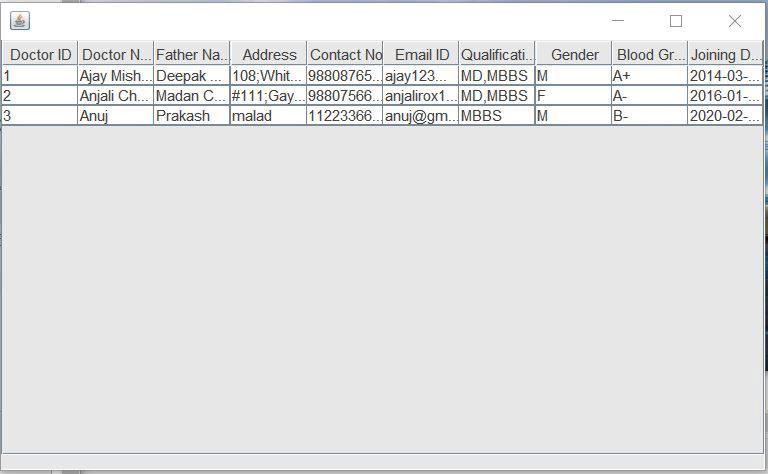 Doctor ID Doctor N... Father Na... Address Contact No Email ID Qualificati... Gender Blood Gr... Joining D...
1 Ajay Mish... Deepak ... 108;Whit... 98808765... ajay123... MD,MBBS M A+ 2014-03-...
2 Anjali Ch... Madan C... #111;Gay... 98807566... anjalirox1... MD,MBBS F A- 2016-01-...
3 Anuj Prakash malad 11223366... anuj@gm... MBBS M B- 2020-02-...